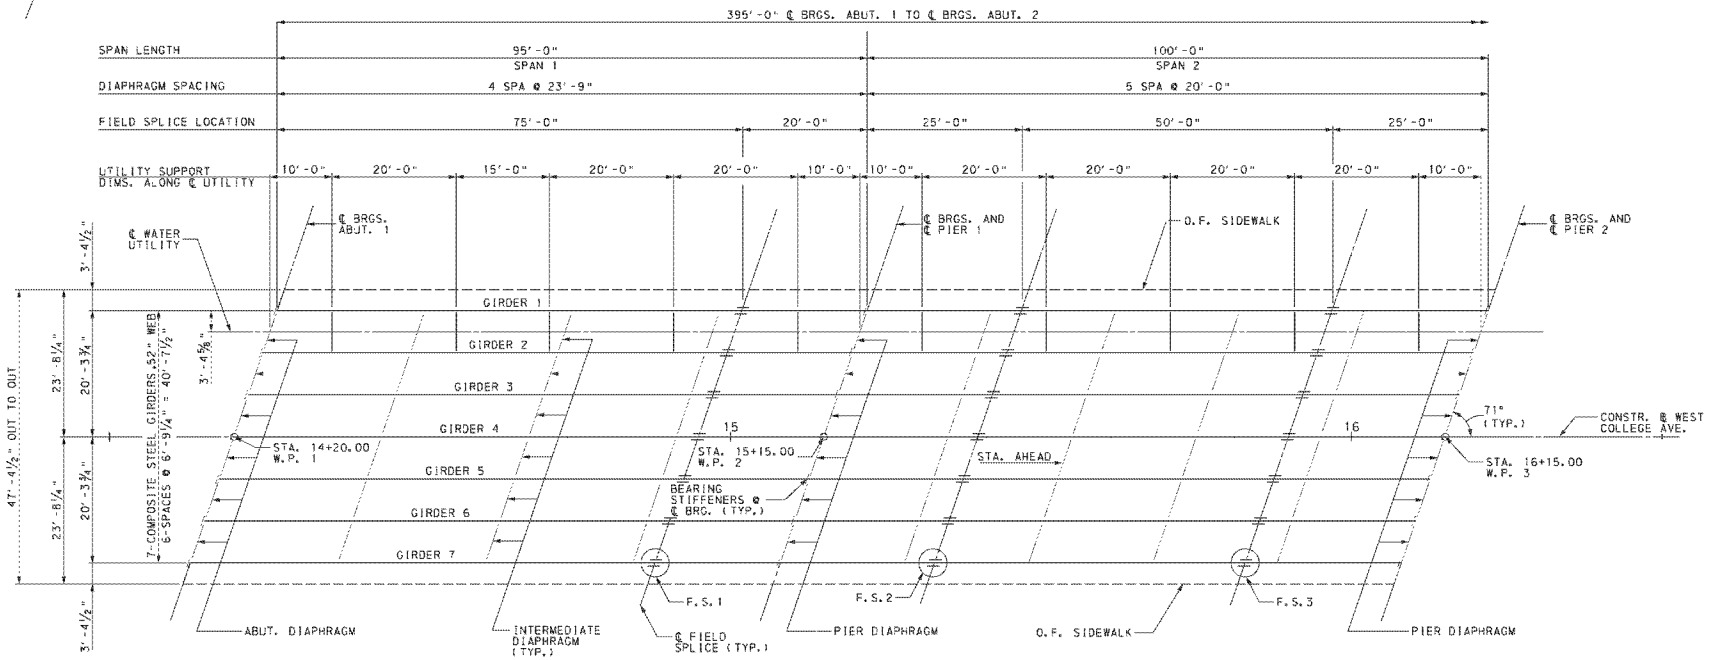 395'-0" ℄ BRGS. ABUT. 1 TO ℄ BRGS. ABUT. 2
SPAN LENGTH 95'-0" 100'-0"
SPAN 1 SPAN 2
DIAPHRAGM SPACING 4 SPA @ 23'-9" 5 SPA @ 20'-0"
FIELD SPLICE LOCATION 75'-0" 20'-0" 25'-0" 50'-0" 25'-0"
UTILITY SUPPORT 10'-0" 20'-0" 15'-0" 20'-0" 20'-0" 10'-0" 10'-0" 20'-0" 20'-0" 20'-0" 20'-0" 10'-0"
DIMS. ALONG ℄ UTILITY
℄ WATER
UTILITY
℄ BRGS.
ABUT. 1
℄ BRGS. AND
℄ PIER 1
O.F. SIDEWALK
℄ BRGS. AND
℄ PIER 2
3'-4½"
47'-4½" OUT TO OUT
23'-8¼"
23'-8¼"
20'-3¾"
20'-3¾"
3'-4½"
7-COMPOSITE STEEL GIRDERS, 52" WEB
6-SPACES @ 6'-9¼" = 40'-7½"
3'-4⅝"
GIRDER 1
GIRDER 2
GIRDER 3
GIRDER 4
GIRDER 5
GIRDER 6
GIRDER 7
15
16
STA. 14+20.00
W.P. 1
STA. 15+15.00
W.P. 2
STA. AHEAD
71°
(TYP.)
CONSTR. ℄ WEST
COLLEGE AVE.
STA. 16+15.00
W.P. 3
BEARING
STIFFENERS @
℄ BRG. (TYP.)
F.S.1
F.S.2
F.S.3
ABUT. DIAPHRAGM
INTERMEDIATE
DIAPHRAGM
(TYP.)
℄ FIELD
SPLICE (TYP.)
PIER DIAPHRAGM
O.F. SIDEWALK
PIER DIAPHRAGM